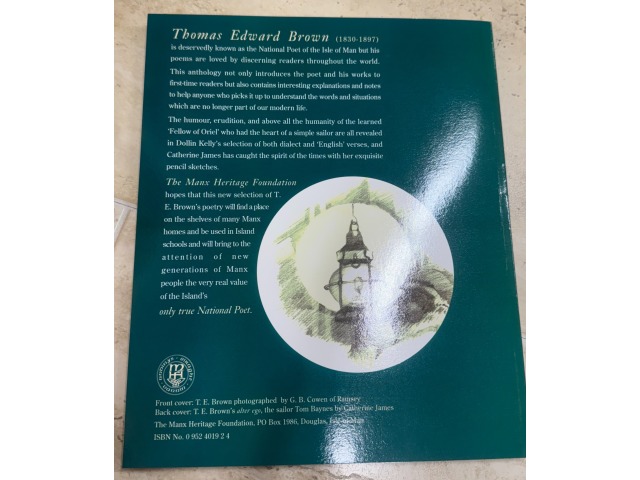 Thomas Edward Brown (1830-1897)
is deservedly known as the National Poet of the Isle of Man but his
poems are loved by discerning readers throughout the world.
This anthology not only introduces the poet and his works to
first-time readers but also contains interesting explanations and notes
to help anyone who picks it up to understand the words and situations
which are no longer part of our modern life.
The humour, erudition, and above all the humanity of the learned
'Fellow of Oriel' who had the heart of a simple sailor are all revealed
in Dollin Kelly's selection of both dialect and 'English' verses, and
Catherine James has caught the spirit of the times with her exquisite
pencil sketches.
The Manx Heritage Foundation
hopes that this new selection of T.
E. Brown's poetry will find a place
on the shelves of many Manx
homes and be used in Island
schools and will bring to the
attention of new
generations of Manx
people the very real value
of the Island's
only true National Poet.
Front cover: T. E. Brown photographed by G. B. Cowen of Ramsey
Back cover: T. E. Brown's alter ego, the sailor Tom Baynes by Catherine James
The Manx Heritage Foundation, PO Box 1986, Douglas, Isle of Man
ISBN No. 0 952 4019 2 4